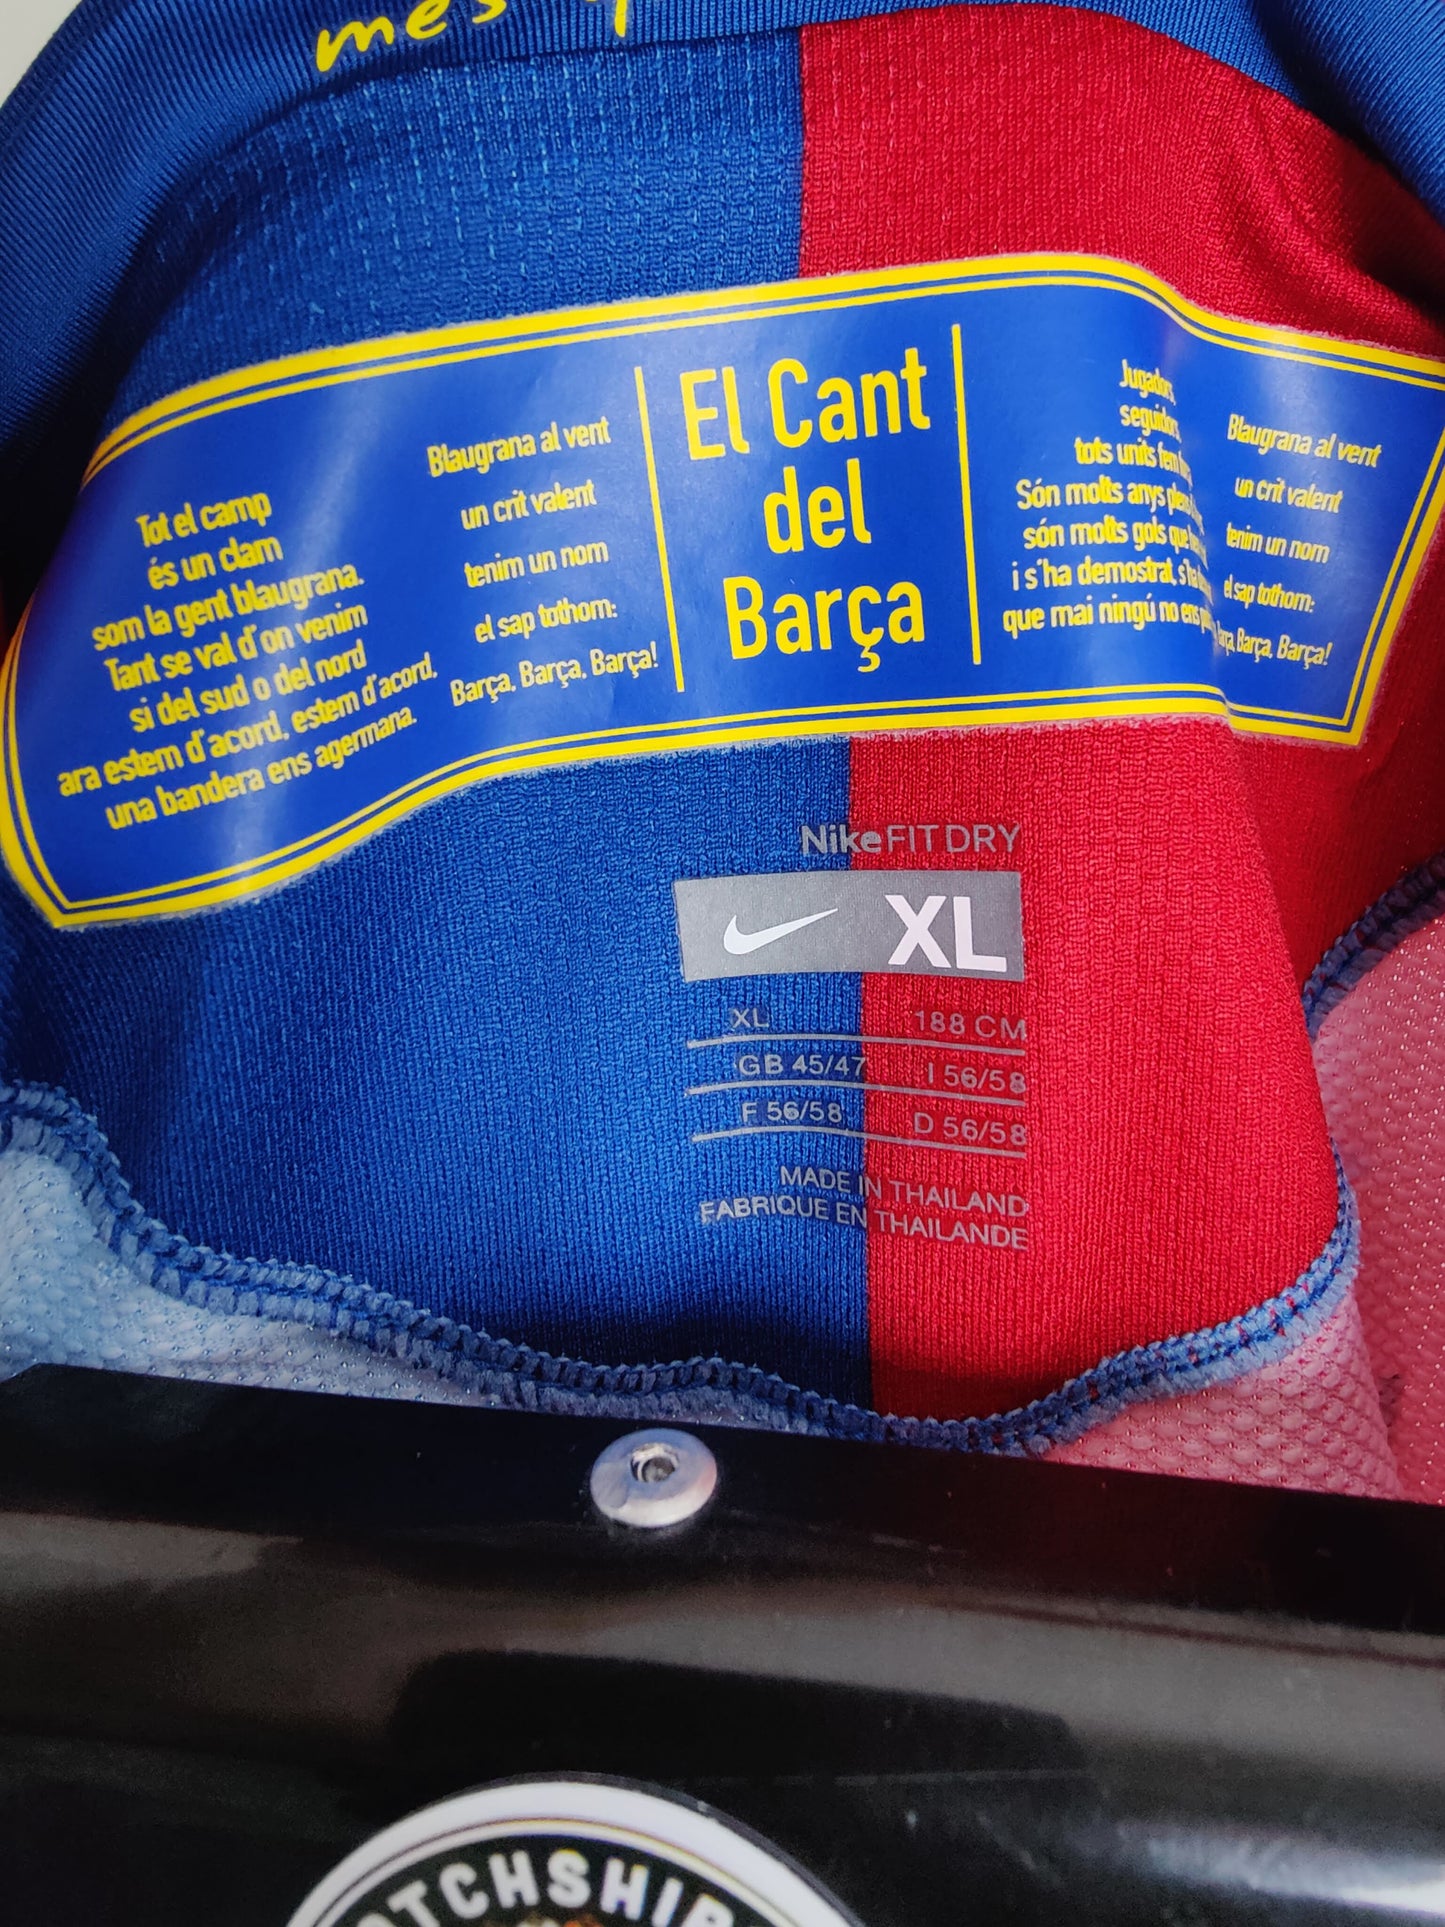 més
Tot el camp
és un clam
som la gent blaugrana.
Tant se val d'on venim
si del sud o del nord
ara estem d'acord, estem d'acord,
una bandera ens agermana.
Blaugrana al vent
un crit valent
tenim un nom
el sap tothom:
Barça, Barça, Barça!
El Cant
del
Barça
Jugadors,
seguidors,
tots units fem
Són molts anys plens
són molts gols que
i s'ha demostrat, s'ha
que mai ningú no ens
Blaugrana al vent
un crit valent
tenim un nom
el sap tothom:
Barça, Barça, Barça!
NikeFIT DRY
XL
XL 188 CM
GB 45/47 I 56/58
F 56/58 D 56/58
MADE IN THAILAND
FABRIQUE EN THAILANDE